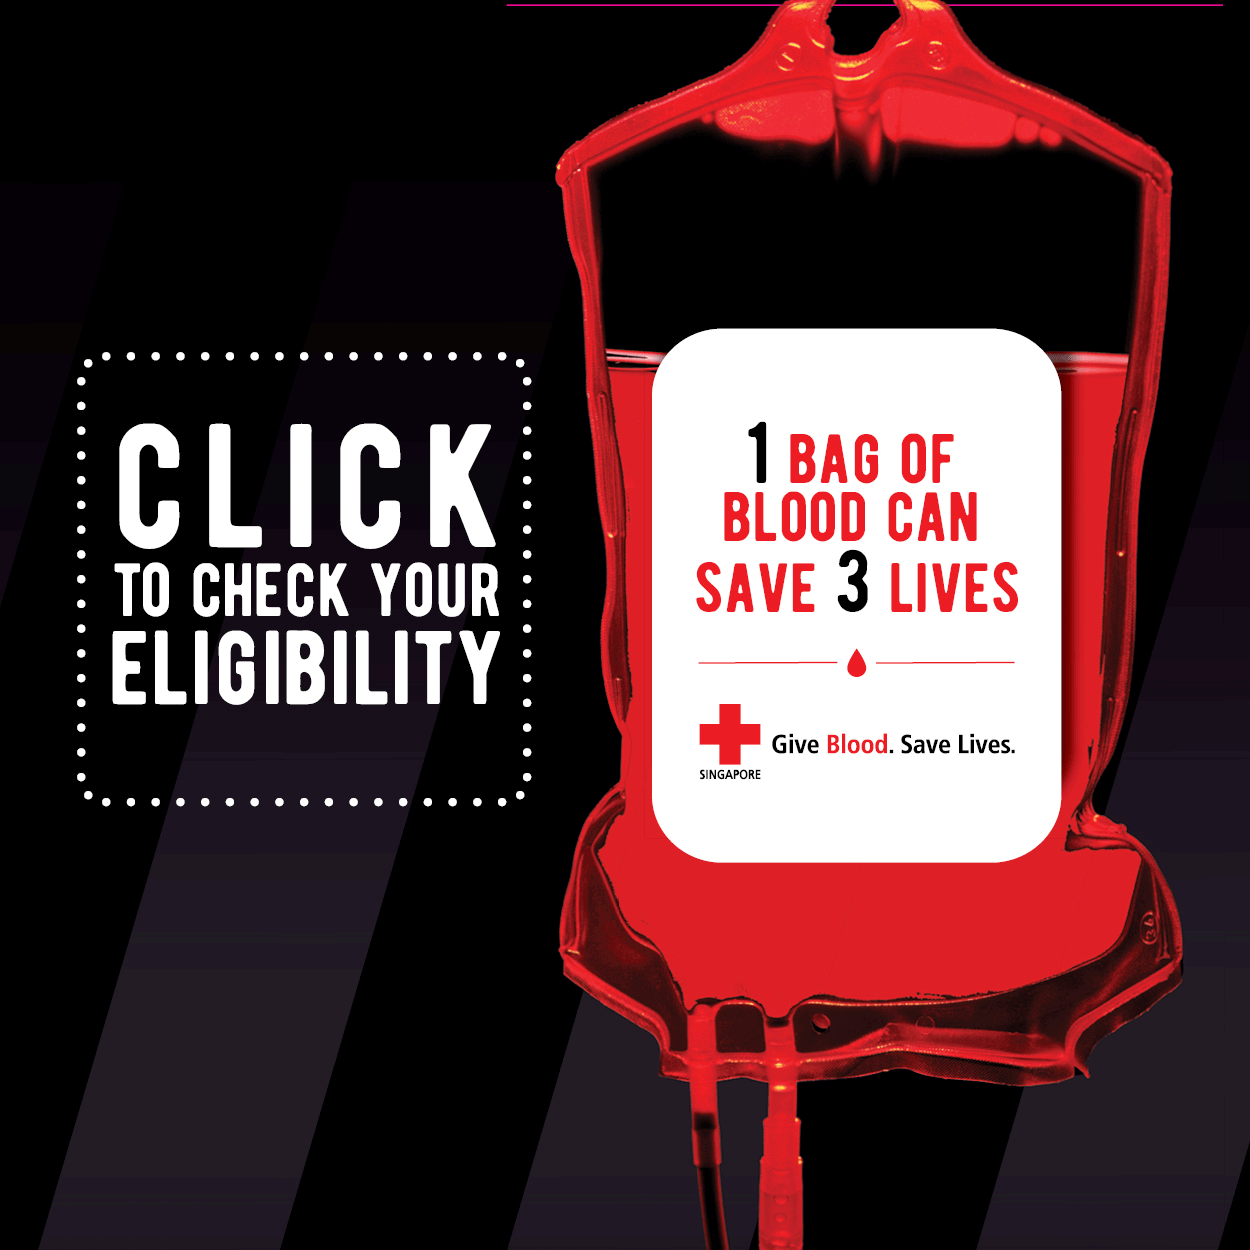 CLICK
TO CHECK YOUR
ELIGIBILITY
1 BAG OF
BLOOD CAN
SAVE 3 LIVES
Give Blood. Save Lives.
SINGAPORE